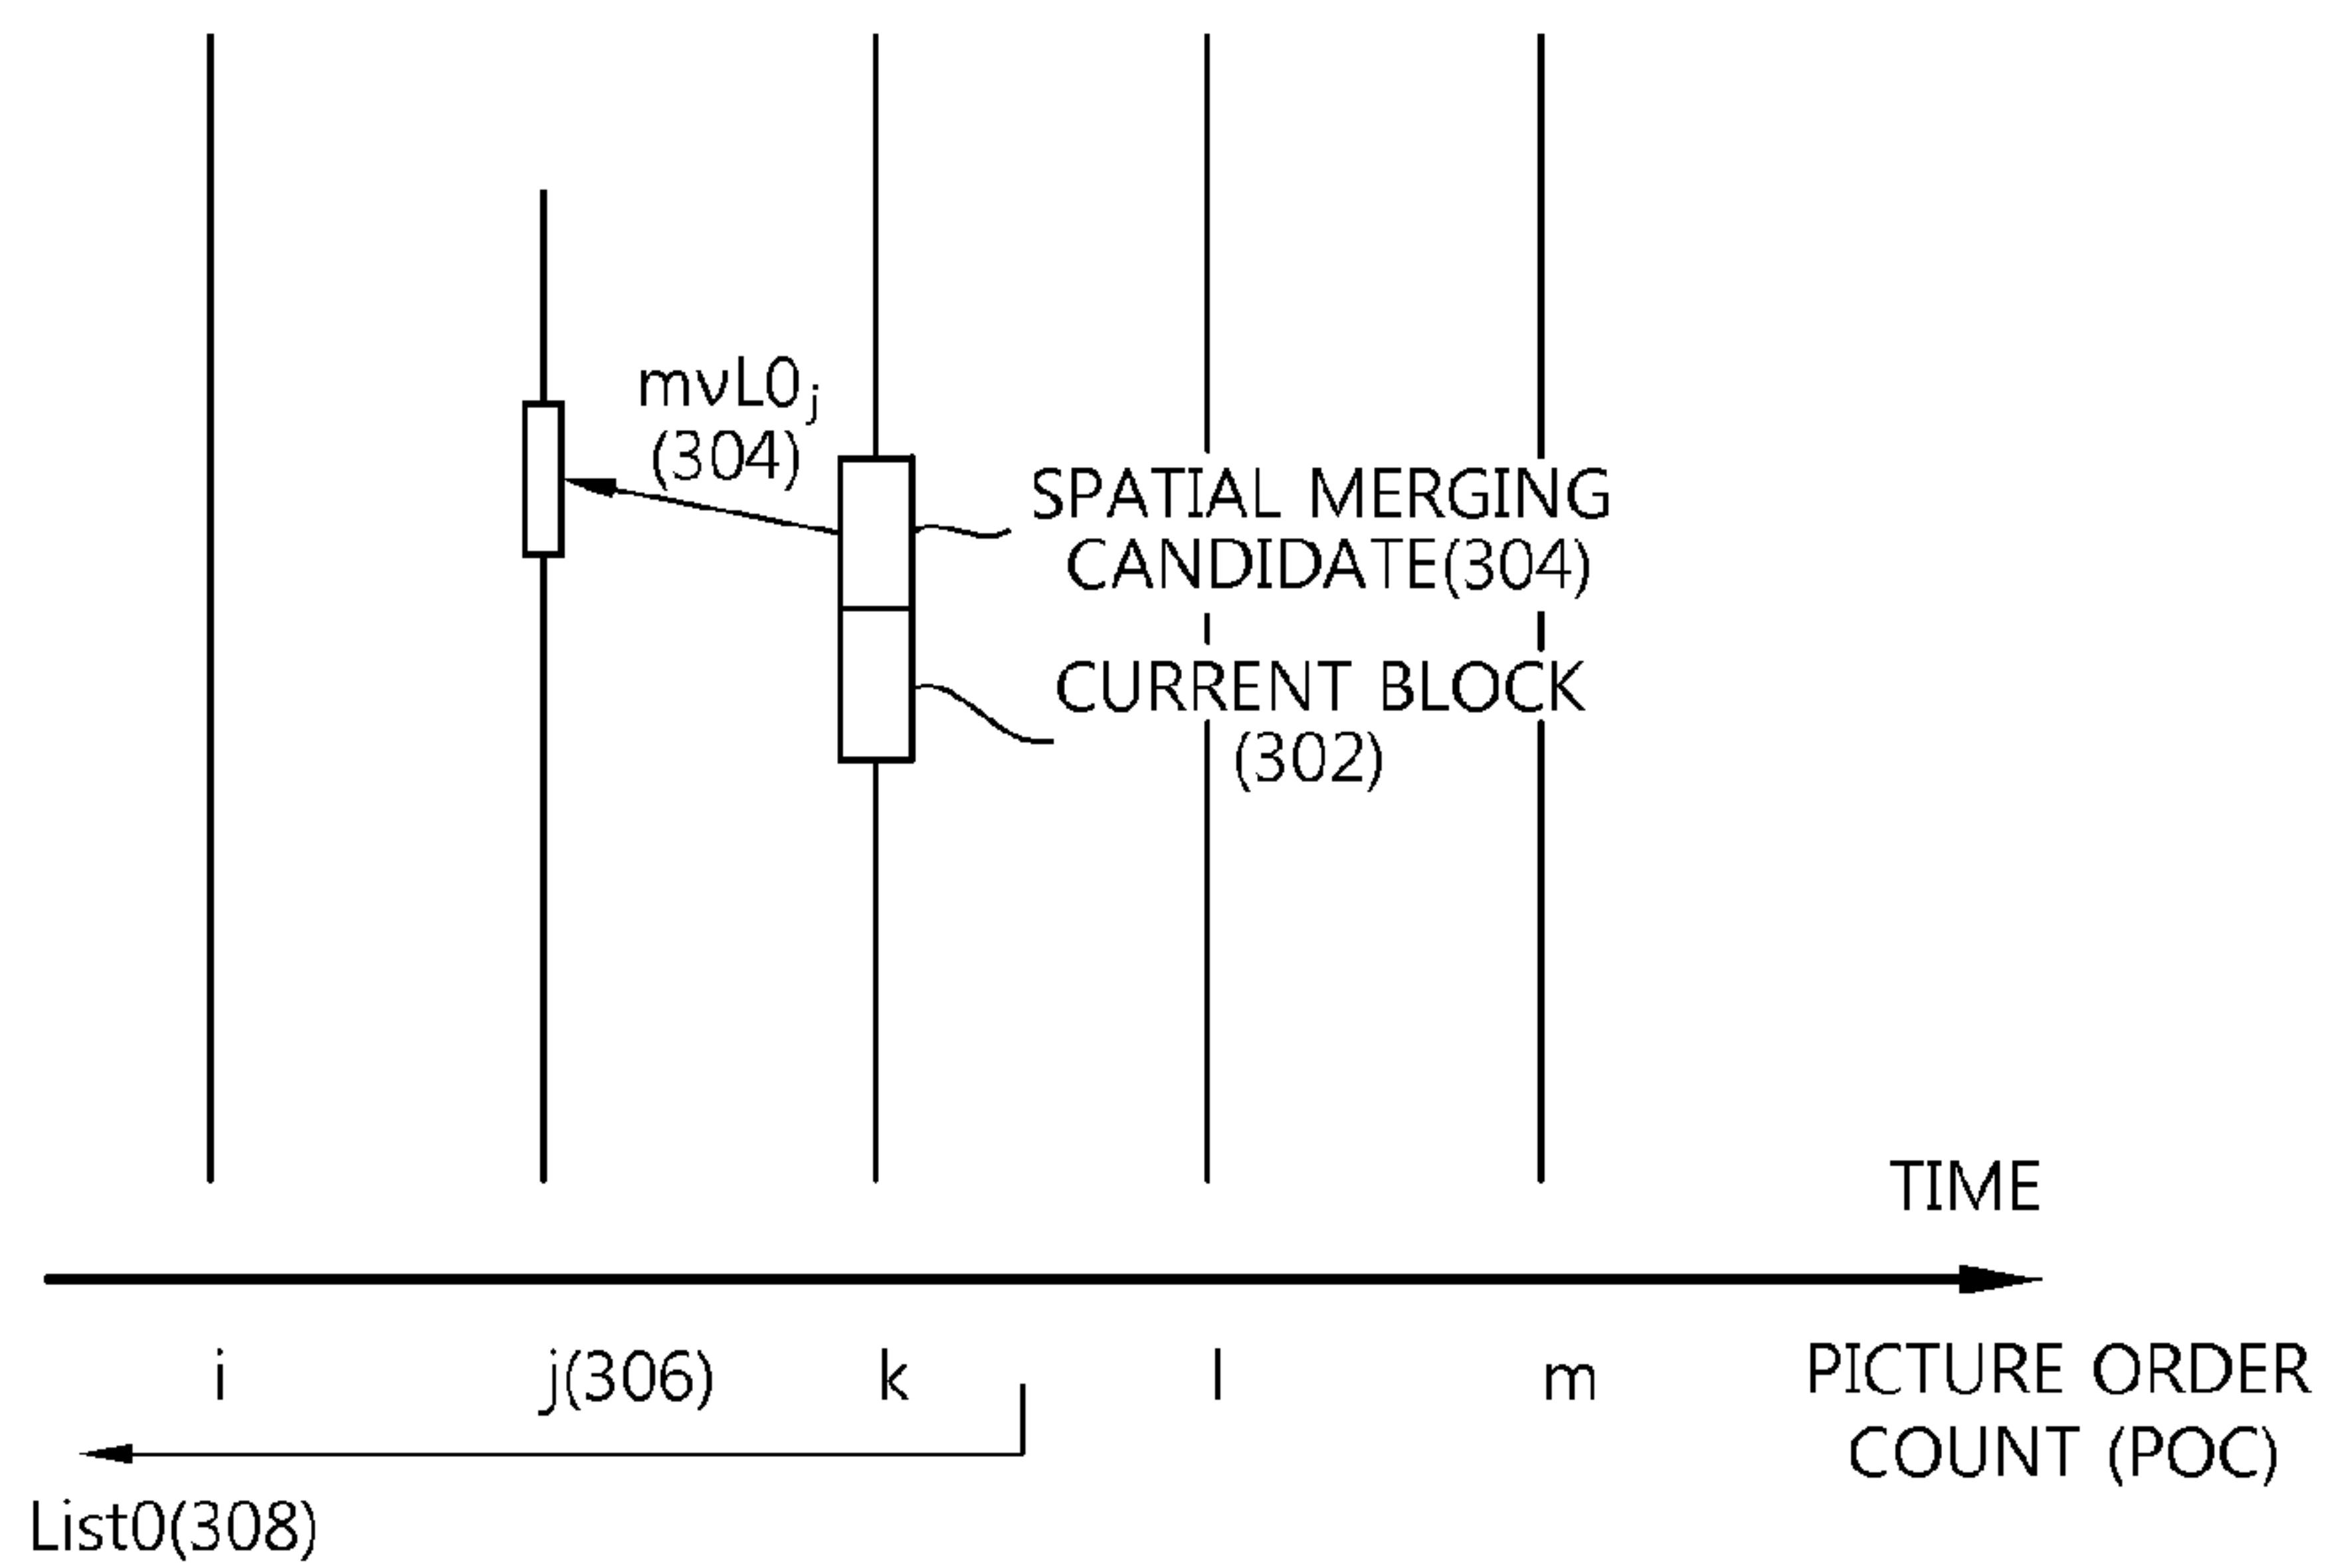 mvL0j
(304)
SPATIAL MERGING
CANDIDATE(304)
CURRENT BLOCK
(302)
TIME
i
j(306)
k
l
m
PICTURE ORDER
COUNT (POC)
List0(308)